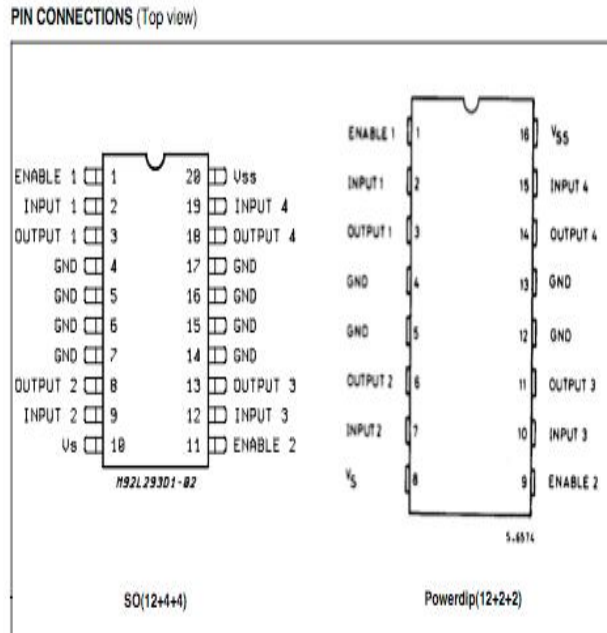 PIN CONNECTIONS (Top view)
ENABLE 1 1 20 Vss
INPUT 1 2 19 INPUT 4
OUTPUT 1 3 18 OUTPUT 4
GND 4 17 GND
GND 5 16 GND
GND 6 15 GND
GND 7 14 GND
OUTPUT 2 8 13 OUTPUT 3
INPUT 2 9 12 INPUT 3
Vs 10 11 ENABLE 2
M92L293D1-02
SO(12+4+4)
ENABLE 1 1 16 VSS
INPUT 1 2 15 INPUT 4
OUTPUT 1 3 14 OUTPUT 4
GND 4 13 GND
GND 5 12 GND
OUTPUT 2 6 11 OUTPUT 3
INPUT 2 7 10 INPUT 3
VS 8 9 ENABLE 2
5.6574
Powerdip(12+2+2)